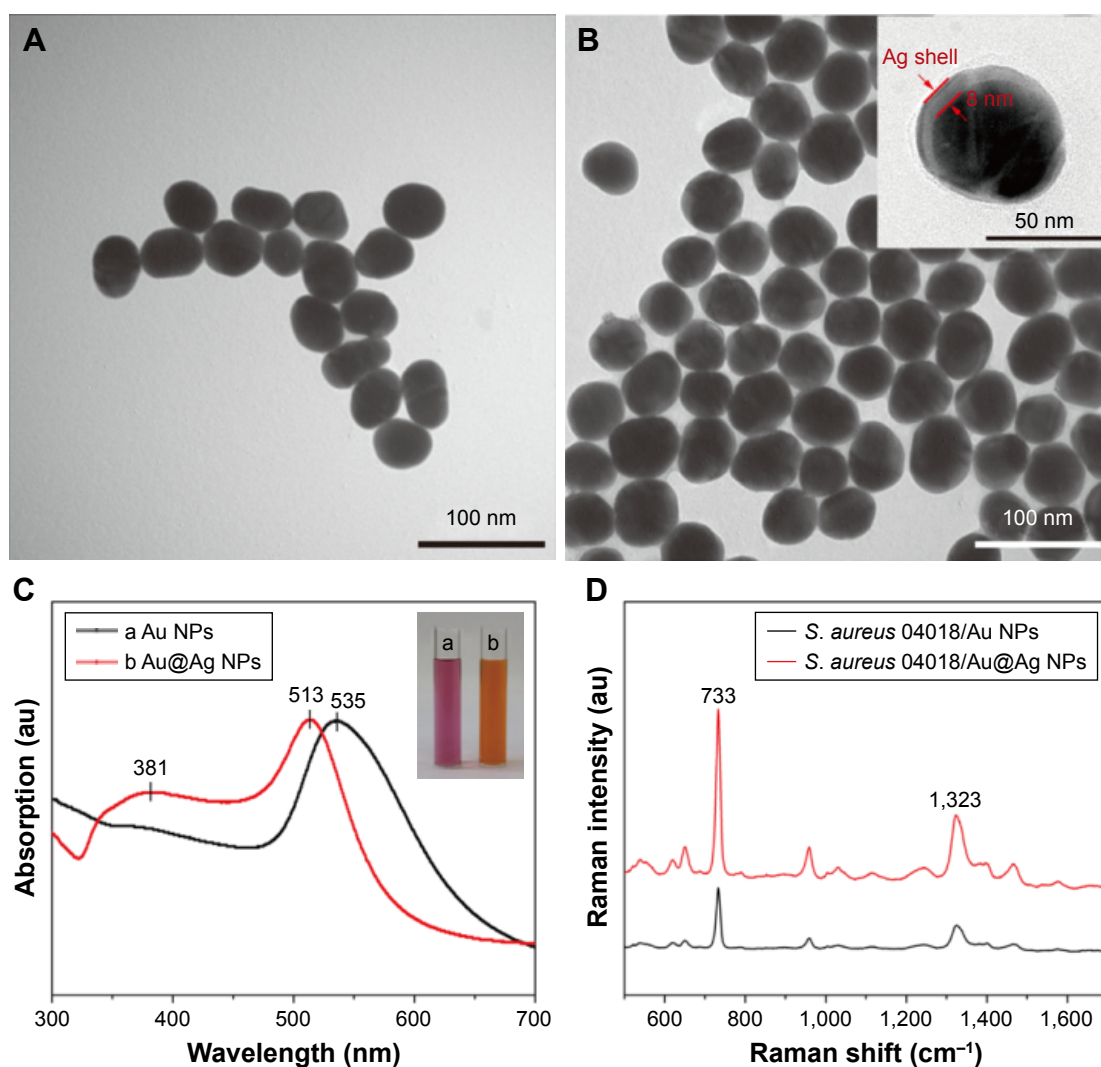 A
100 nm
B
Ag shell
8 nm
50 nm
100 nm
C
a Au NPs
b Au@Ag NPs
a
b
513
535
381
Absorption (au)
300
400
500
600
700
Wavelength (nm)
D
S. aureus 04018/Au NPs
S. aureus 04018/Au@Ag NPs
733
1,323
Raman intensity (au)
600
800
1,000
1,200
1,400
1,600
Raman shift (cm⁻¹)